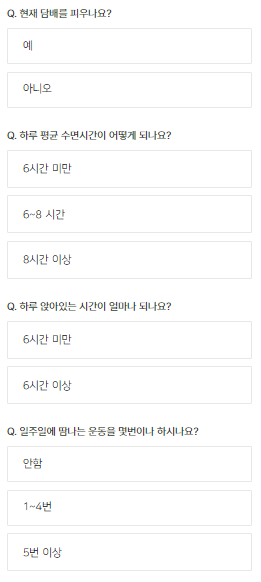 Q. 현재 담배를 피우나요?
예
아니오
Q. 하루 평균 수면시간이 어떻게 되나요?
6시간 미만
6~8 시간
8시간 이상
Q. 하루 앉아있는 시간이 얼마나 되나요?
6시간 미만
6시간 이상
Q. 일주일에 땀나는 운동을 몇번이나 하시나요?
안함
1~4번
5번 이상